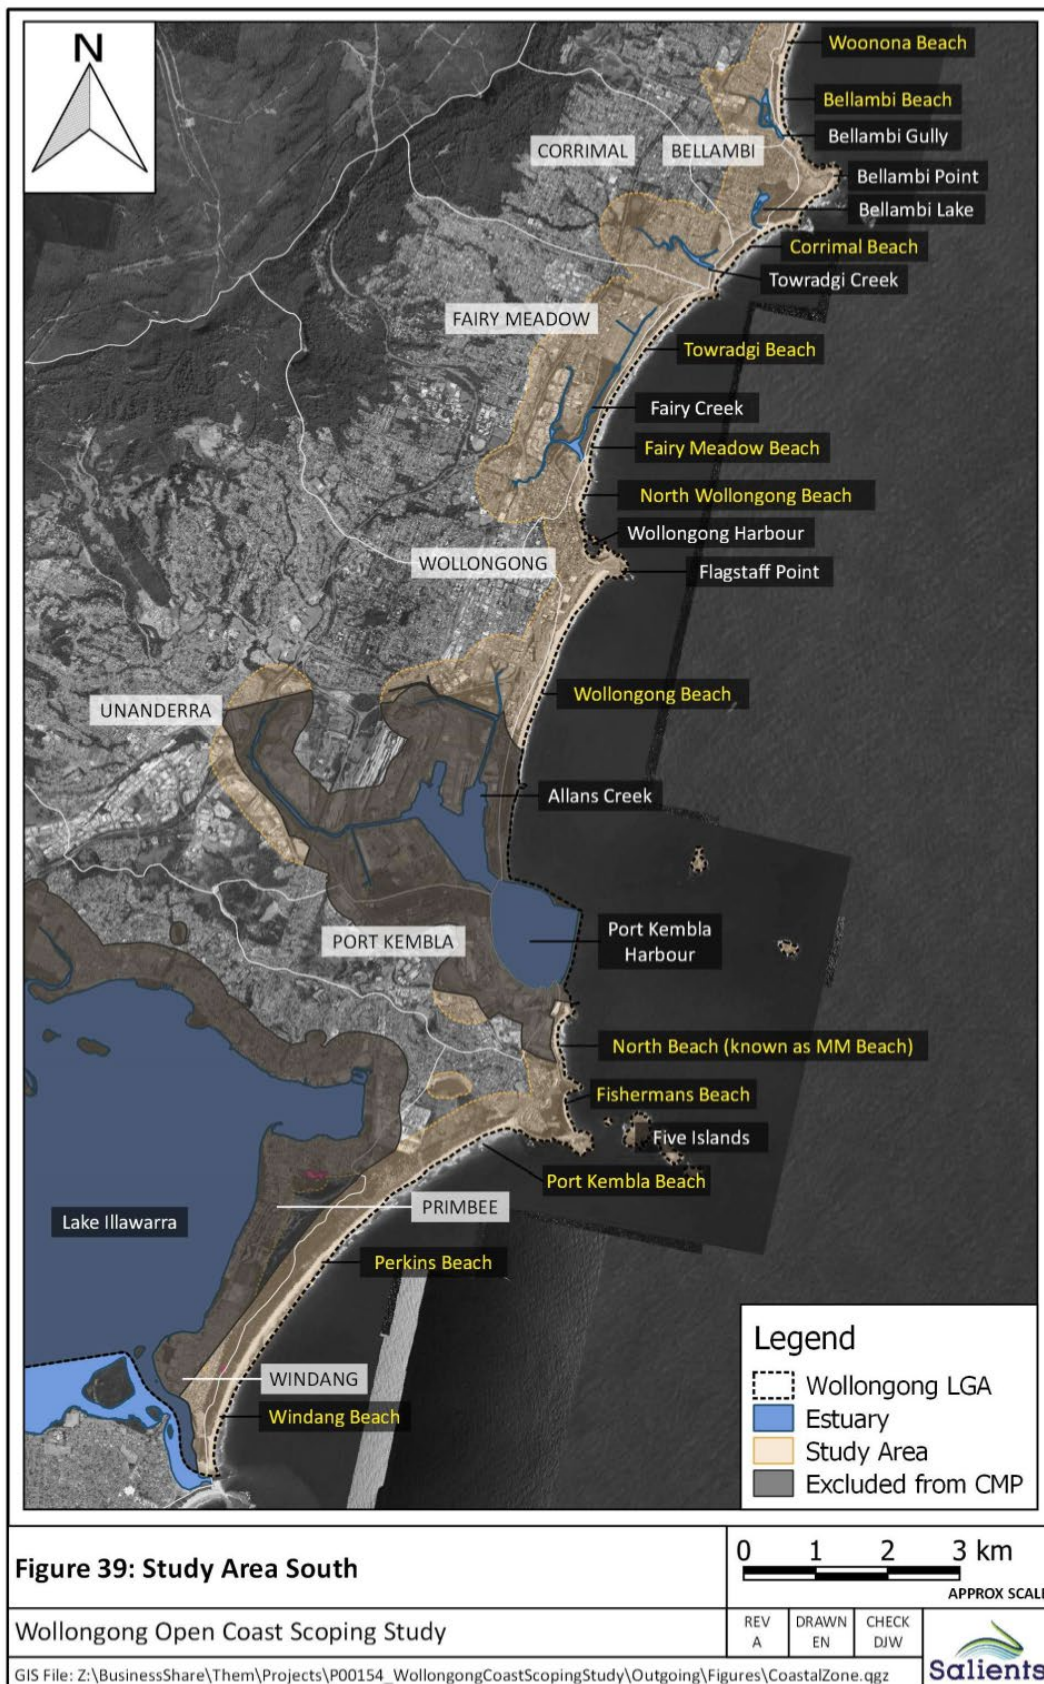 N
Woonona Beach
Bellambi Beach
Bellambi Gully
CORRIMAL
BELLAMBI
Bellambi Point
Bellambi Lake
Corrimal Beach
Towradgi Creek
FAIRY MEADOW
Towradgi Beach
Fairy Creek
Fairy Meadow Beach
North Wollongong Beach
Wollongong Harbour
WOLLONGONG
Flagstaff Point
Wollongong Beach
UNANDERRA
Allans Creek
PORT KEMBLA
Port Kembla
Harbour
North Beach (known as MM Beach)
Fishermans Beach
Five Islands
Port Kembla Beach
PRIMBEE
Lake Illawarra
Perkins Beach
WINDANG
Windang Beach
Legend
Wollongong LGA
Estuary
Study Area
Excluded from CMP
Figure 39: Study Area South
0 1 2 3 km
APPROX SCALE
Wollongong Open Coast Scoping Study
REV
A
DRAWN
EN
CHECK
DJW
Salients
GIS File: Z:\BusinessShare\Them\Projects\P00154_WollongongCoastScopingStudy\Outgoing\Figures\CoastalZone.qgz